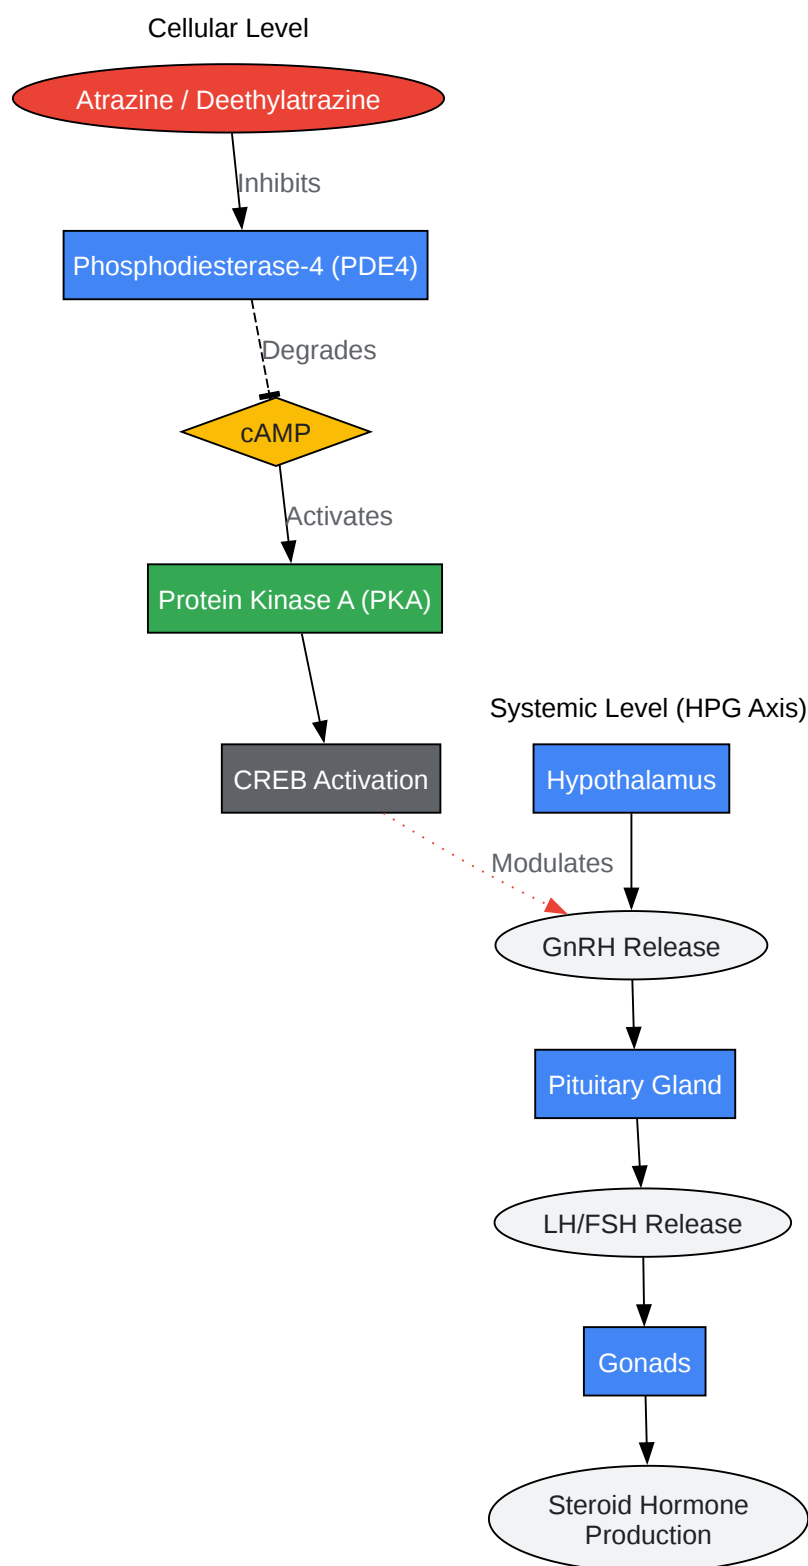 Cellular Level
Atrazine / Deethylatrazine
Inhibits
Phosphodiesterase-4 (PDE4)
Degrades
cAMP
Activates
Protein Kinase A (PKA)
CREB Activation
Systemic Level (HPG Axis)
Hypothalamus
Modulates
GnRH Release
Pituitary Gland
LH/FSH Release
Gonads
Steroid Hormone
Production